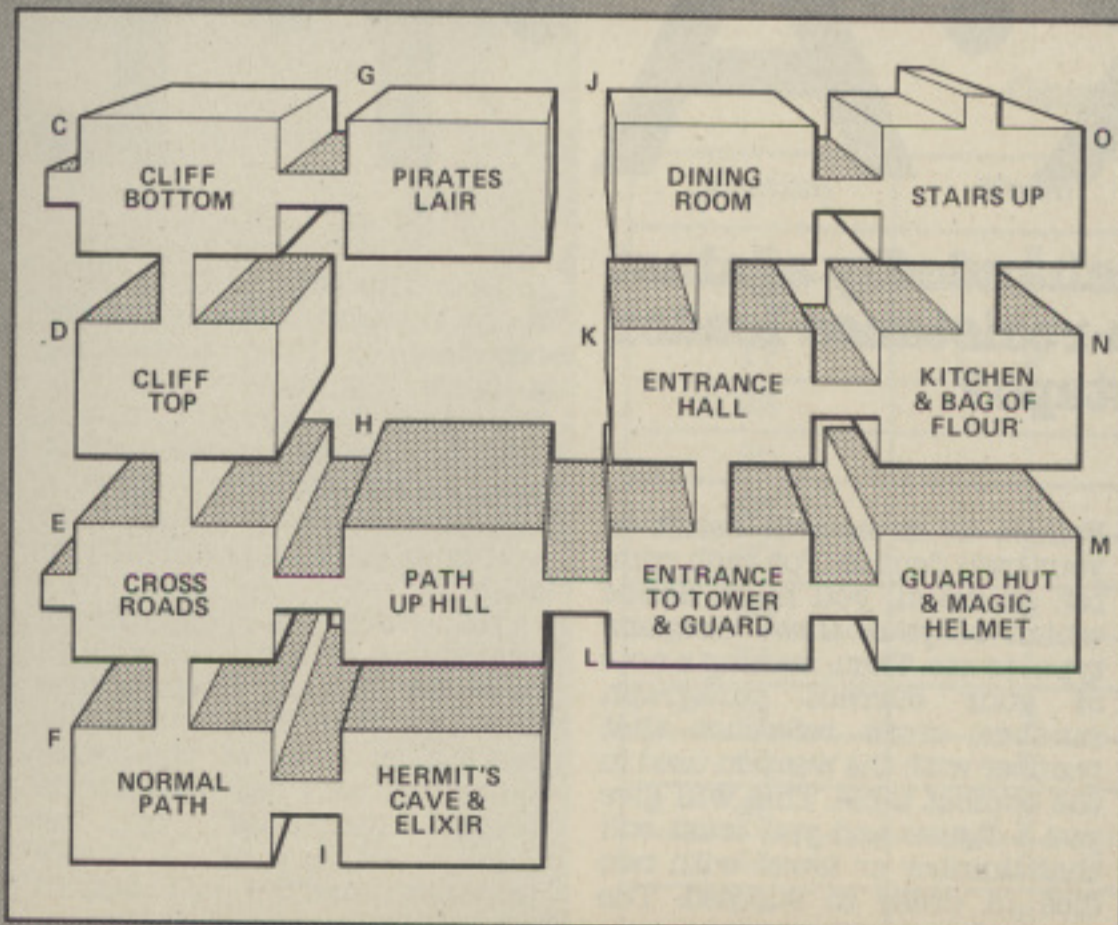 C
G
J
O
CLIFF
BOTTOM
PIRATES
LAIR
DINING
ROOM
STAIRS UP
D
K
N
CLIFF
TOP
ENTRANCE
HALL
KITCHEN
& BAG OF
FLOUR
H
E
M
CROSS
ROADS
PATH
UP HILL
ENTRANCE
TO TOWER
& GUARD
GUARD HUT
& MAGIC
HELMET
L
F
NORMAL
PATH
HERMIT'S
CAVE &
ELIXIR
I